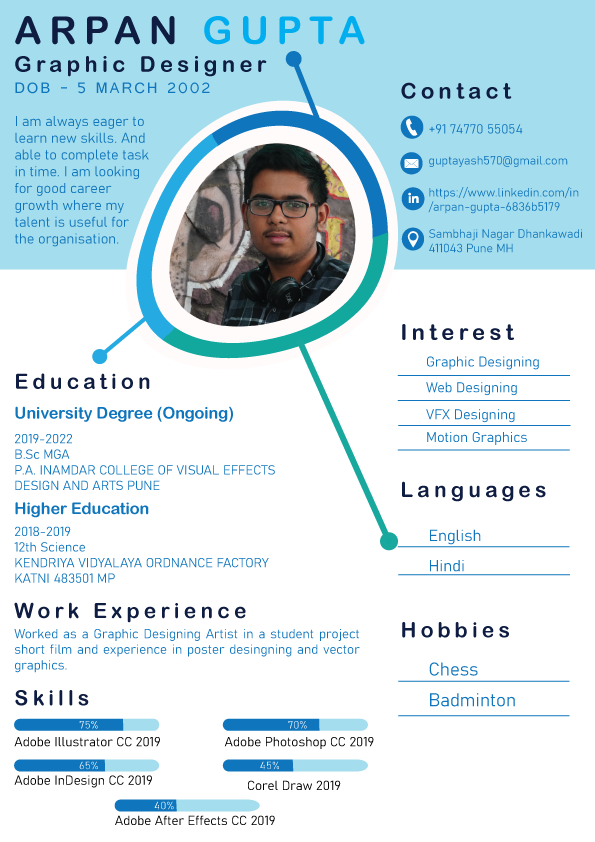 ARPAN GUPTA
Graphic Designer
DOB - 5 MARCH 2002
I am always eager to
learn new skills. And
able to complete task
in time. I am looking
for good career
growth where my
talent is useful for
the organisation.
Contact
+91 74770 55054
guptayash570@gmail.com
https://www.linkedin.com/in
/arpan-gupta-6836b5179
Sambhaji Nagar Dhankawadi
411043 Pune MH
Education
University Degree (Ongoing)
2019-2022
B.Sc MGA
P.A. INAMDAR COLLEGE OF VISUAL EFFECTS
DESIGN AND ARTS PUNE
Higher Education
2018-2019
12th Science
KENDRIYA VIDYALAYA ORDNANCE FACTORY
KATNI 483501 MP
Work Experience
Worked as a Graphic Designing Artist in a student project
short film and experience in poster desingning and vector
graphics.
Skills
75%
Adobe Illustrator CC 2019
70%
Adobe Photoshop CC 2019
65%
Adobe InDesign CC 2019
45%
Corel Draw 2019
40%
Adobe After Effects CC 2019
Interest
Graphic Designing
Web Designing
VFX Designing
Motion Graphics
Languages
English
Hindi
Hobbies
Chess
Badminton